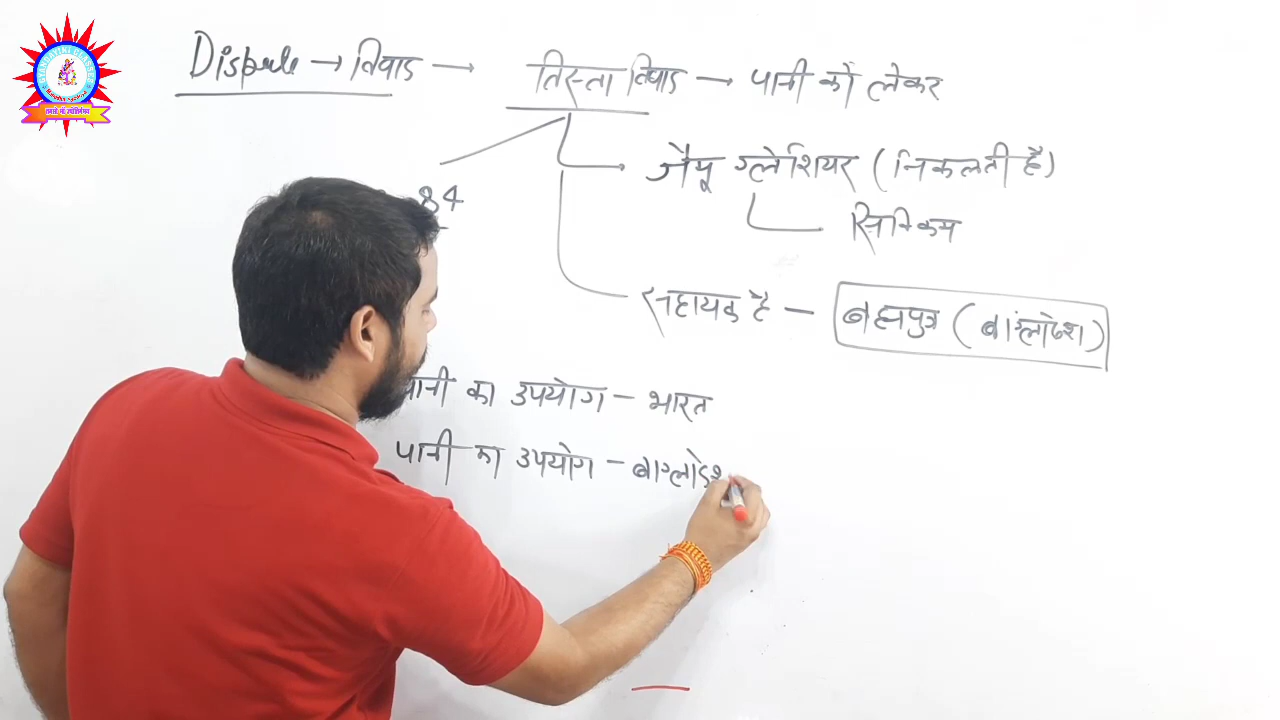 Dispute → विवाद → तिस्ता विवाद → पानी को लेकर
जैमू ग्लेशियर (निकलती है)
सिक्किम
84
सहायक है – ब्रह्मपुत्र (बांग्लादेश)
पानी का उपयोग – भारत
पानी का उपयोग – बाग्लादेश